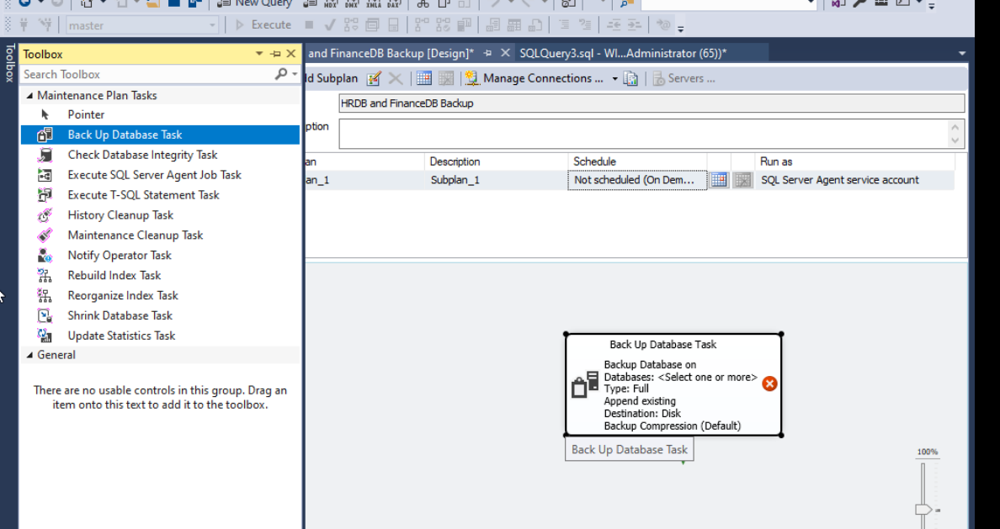 New Query
master
Execute
Toolbox
Toolbox
and FinanceDB Backup [Design]*
SQLQuery3.sql - WI...Administrator (65))*
Search Toolbox
ld Subplan
Manage Connections ...
Servers ...
Maintenance Plan Tasks
HRDB and FinanceDB Backup
Pointer
ption
Back Up Database Task
Check Database Integrity Task
an
Description
Schedule
Run as
Execute SQL Server Agent Job Task
an_1
Subplan_1
Not scheduled (On Dem...
SQL Server Agent service account
Execute T-SQL Statement Task
History Cleanup Task
Maintenance Cleanup Task
Notify Operator Task
Rebuild Index Task
Reorganize Index Task
Shrink Database Task
Update Statistics Task
General
There are no usable controls in this group. Drag an
item onto this text to add it to the toolbox.
Back Up Database Task
Backup Database on
Databases: <Select one or more>
Type: Full
Append existing
Destination: Disk
Backup Compression (Default)
Back Up Database Task
100%